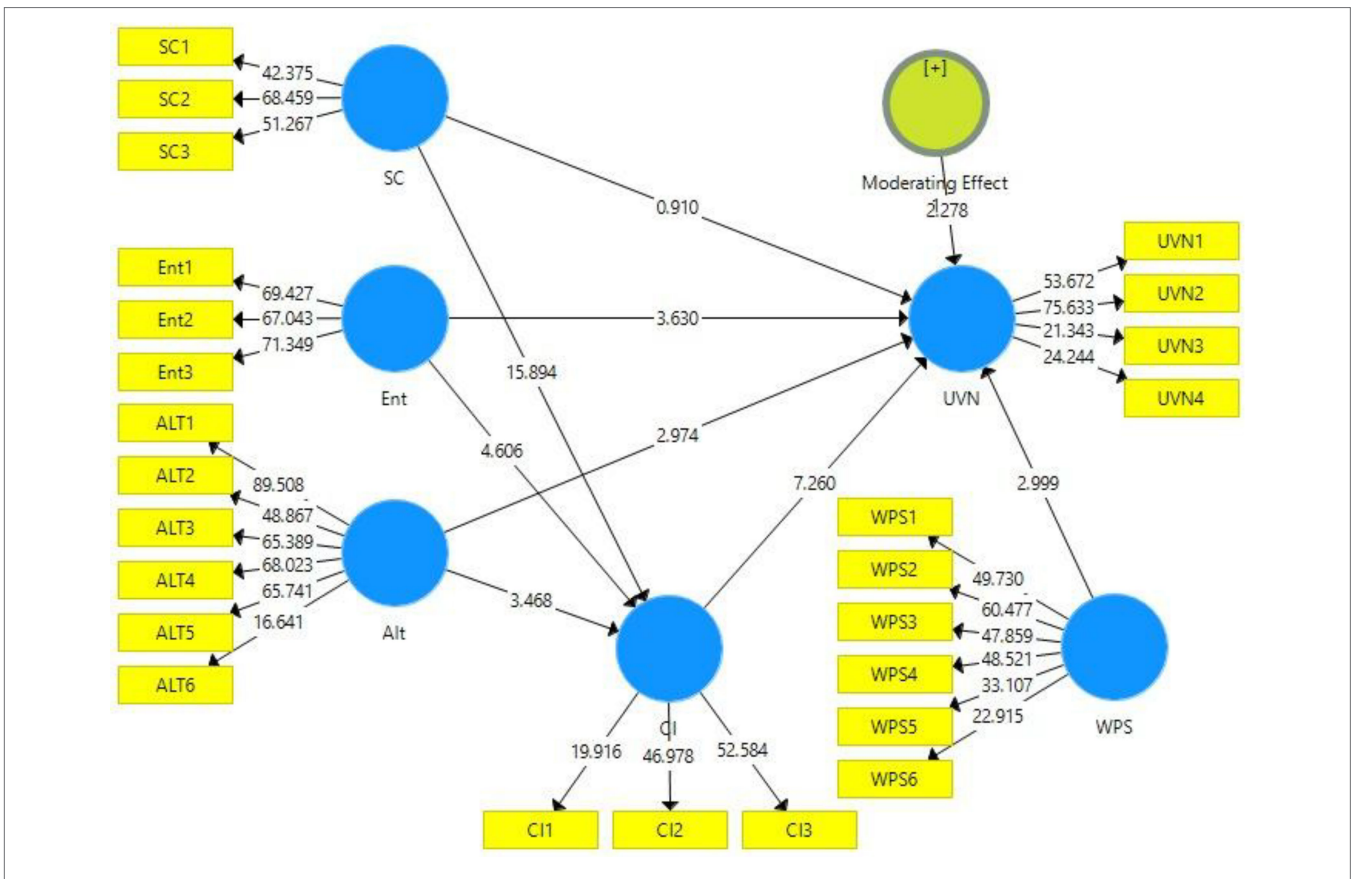 SC1
SC2
SC3
42.375
68.459
51.267
SC
[+]
Moderating Effect
1
2.278
0.910
Ent1
Ent2
Ent3
69.427
67.043
71.349
Ent
3.630
15.894
4.606
UVN1
UVN2
UVN3
UVN4
53.672
75.633
21.343
24.244
UVN
ALT1
ALT2
ALT3
ALT4
ALT5
ALT6
89.508
48.867
65.389
68.023
65.741
16.641
Alt
2.974
3.468
7.260
2.999
WPS1
WPS2
WPS3
WPS4
WPS5
WPS6
49.730
60.477
47.859
48.521
33.107
22.915
WPS
CI
19.916
46.978
52.584
CI1
CI2
CI3